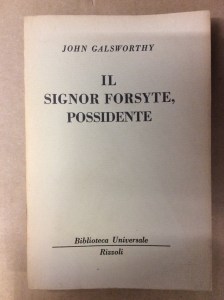 JOHN GALSWORTHY
IL
SIGNOR FORSYTE,
POSSIDENTE
Biblioteca Universale
Rizzoli